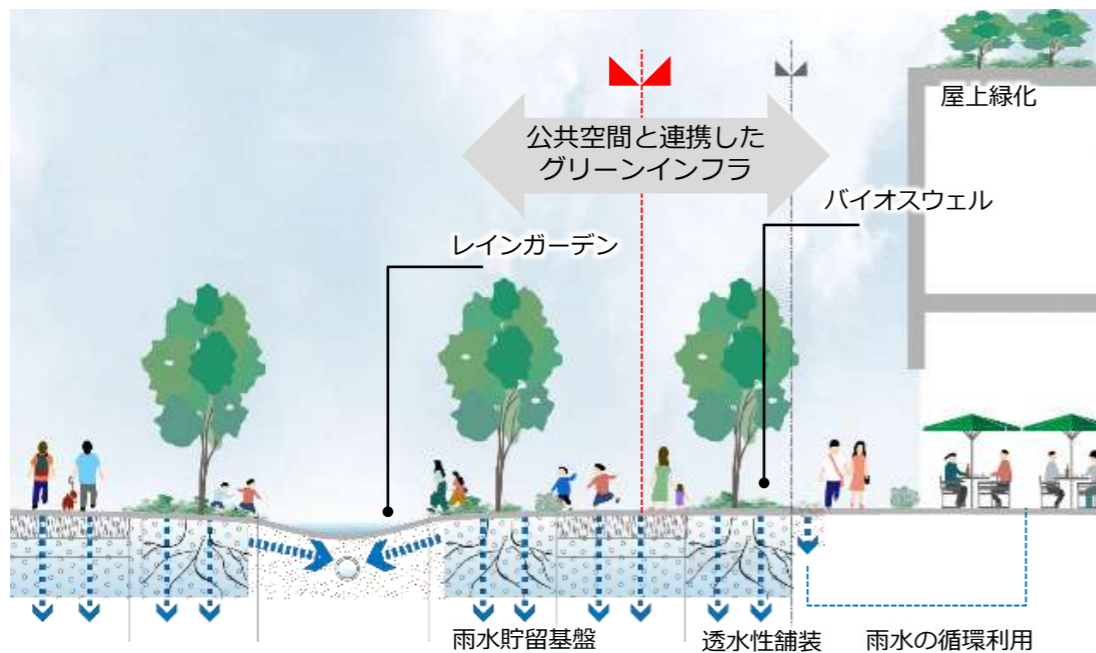 屋上緑化
公共空間と連携した
グリーンインフラ
バイオスウェル
レインガーデン
雨水貯留基盤
透水性舗装
雨水の循環利用